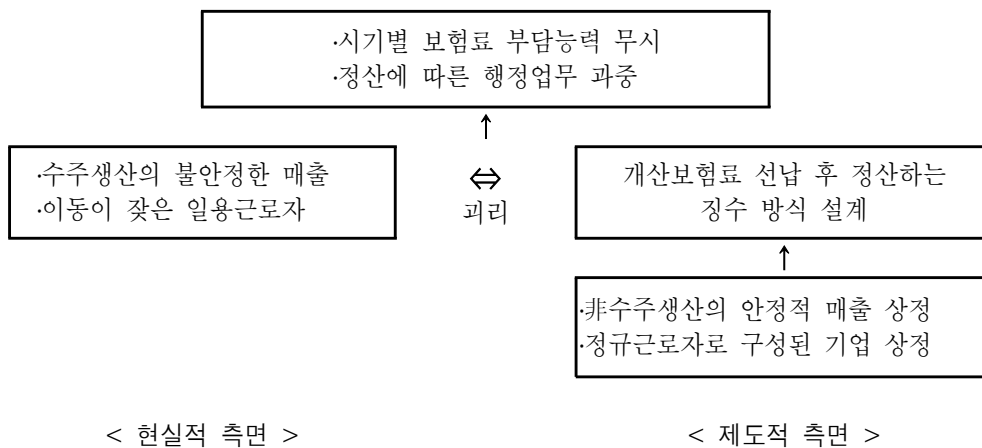 ·시기별 보험료 부담능력 무시
·정산에 따른 행정업무 과중
↑
·수주생산의 불안정한 매출
·이동이 잦은 일용근로자
⇔
괴리
개산보험료 선납 후 정산하는
징수 방식 설계
↑
·非수주생산의 안정적 매출 상정
·정규근로자로 구성된 기업 상정
< 현실적 측면 >
< 제도적 측면 >